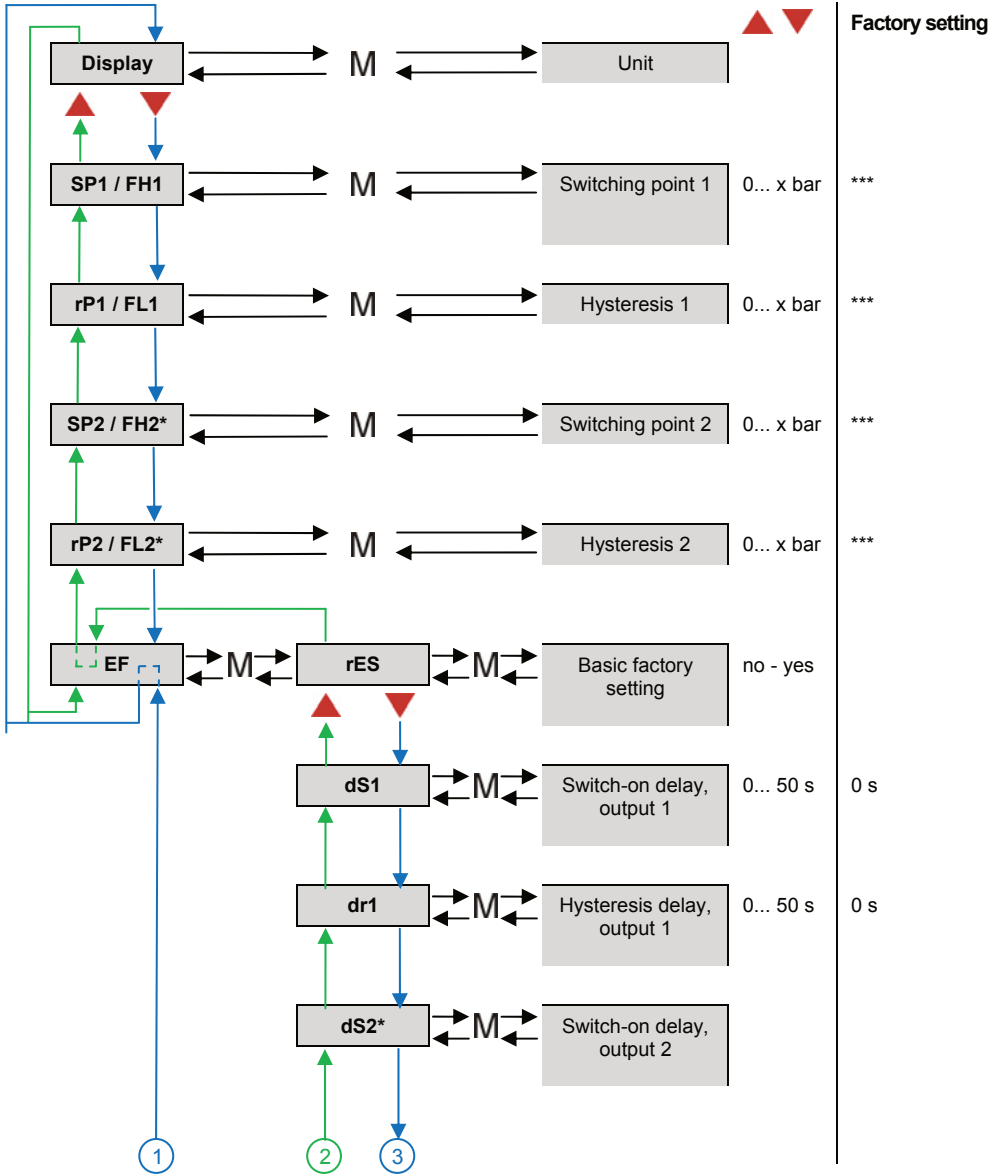 Factory setting
Display M Unit
SP1 / FH1 M Switching point 1 0... x bar ***
rP1 / FL1 M Hysteresis 1 0... x bar ***
SP2 / FH2* M Switching point 2 0... x bar ***
rP2 / FL2* M Hysteresis 2 0... x bar ***
EF M rES M Basic factory
setting no - yes
dS1 M Switch-on delay,
output 1 0... 50 s 0 s
dr1 M Hysteresis delay,
output 1 0... 50 s 0 s
dS2* M Switch-on delay,
output 2
1 2 3